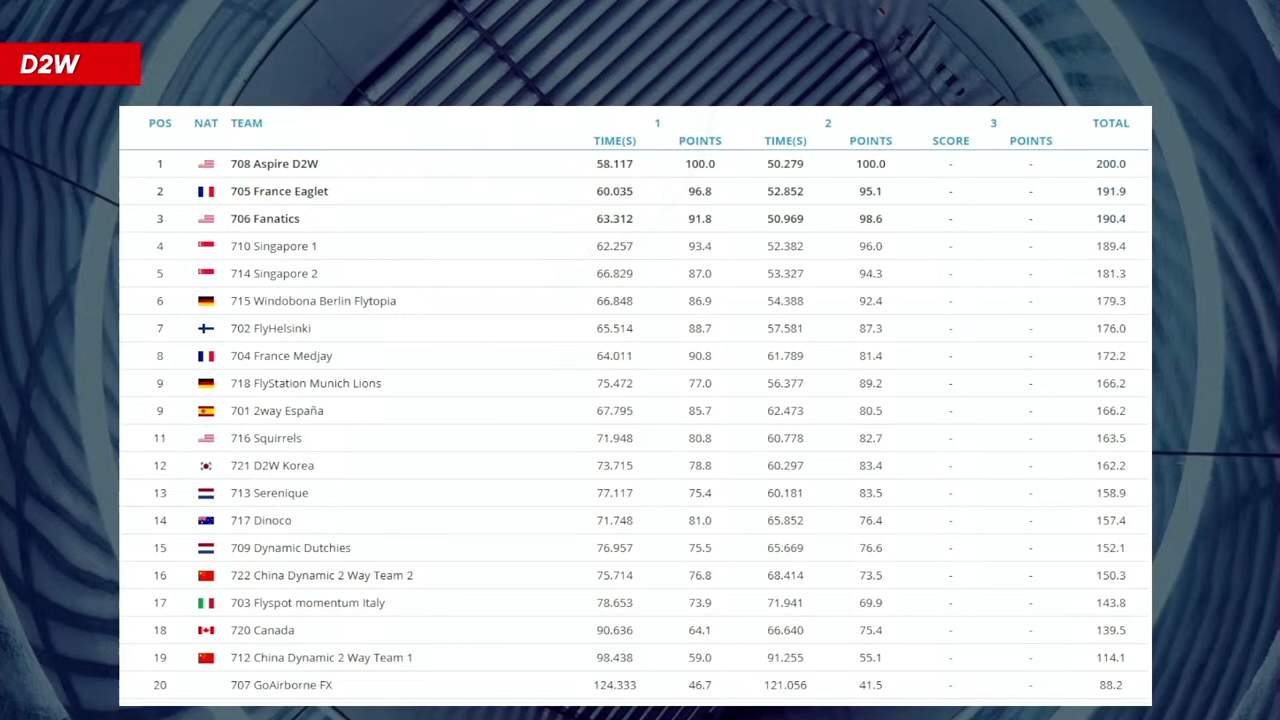 D2W
POS NAT TEAM 1 2 3 TOTAL
TIME(S) POINTS TIME(S) POINTS SCORE POINTS
1 708 Aspire D2W 58.117 100.0 50.279 100.0 - - 200.0
2 705 France Eaglet 60.035 96.8 52.852 95.1 - - 191.9
3 706 Fanatics 63.312 91.8 50.969 98.6 - - 190.4
4 710 Singapore 1 62.257 93.4 52.382 96.0 - - 189.4
5 714 Singapore 2 66.829 87.0 53.327 94.3 - - 181.3
6 715 Windobona Berlin Flytopia 66.848 86.9 54.388 92.4 - - 179.3
7 702 FlyHelsinki 65.514 88.7 57.581 87.3 - - 176.0
8 704 France Medjay 64.011 90.8 61.789 81.4 - - 172.2
9 718 FlyStation Munich Lions 75.472 77.0 56.377 89.2 - - 166.2
9 701 2way España 67.795 85.7 62.473 80.5 - - 166.2
11 716 Squirrels 71.948 80.8 60.778 82.7 - - 163.5
12 721 D2W Korea 73.715 78.8 60.297 83.4 - - 162.2
13 713 Serenique 77.117 75.4 60.181 83.5 - - 158.9
14 717 Dinoco 71.748 81.0 65.852 76.4 - - 157.4
15 709 Dynamic Dutchies 76.957 75.5 65.669 76.6 - - 152.1
16 722 China Dynamic 2 Way Team 2 75.714 76.8 68.414 73.5 - - 150.3
17 703 Flyspot momentum Italy 78.653 73.9 71.941 69.9 - - 143.8
18 720 Canada 90.636 64.1 66.640 75.4 - - 139.5
19 712 China Dynamic 2 Way Team 1 98.438 59.0 91.255 55.1 - - 114.1
20 707 GoAirborne FX 124.333 46.7 121.056 41.5 - - 88.2